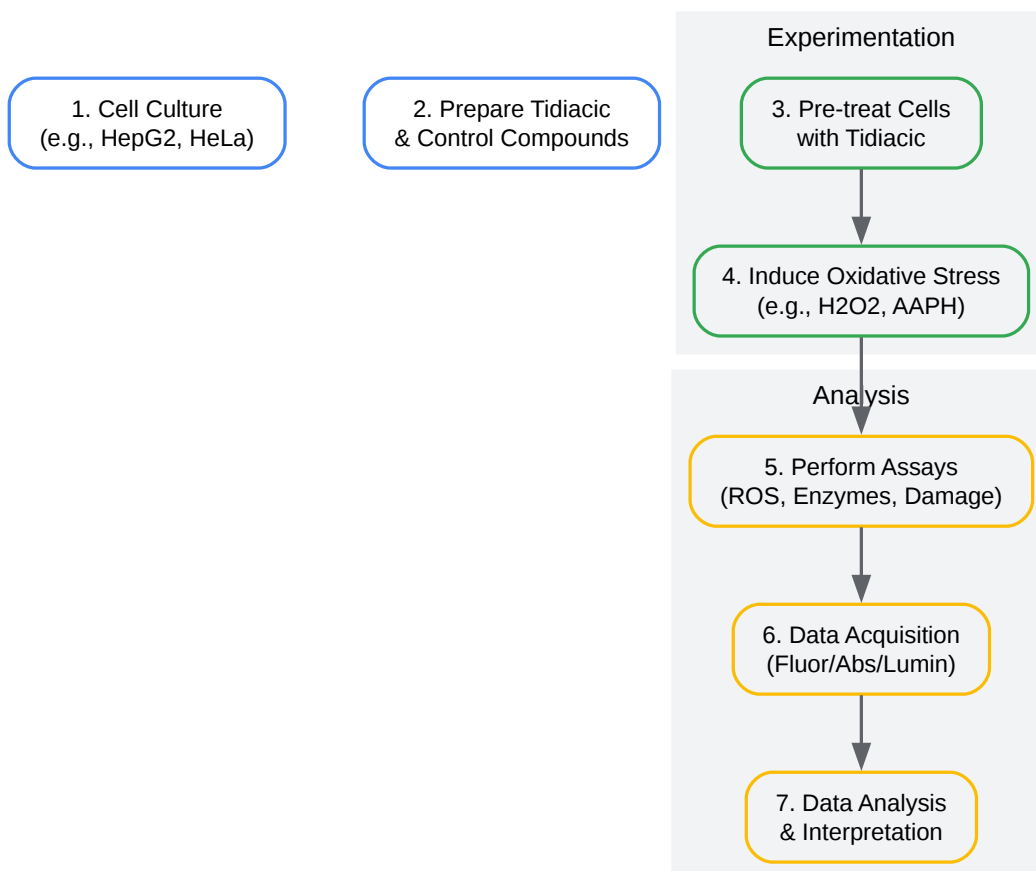 Experimentation
1. Cell Culture
(e.g., HepG2, HeLa)
2. Prepare Tidiacic
& Control Compounds
3. Pre-treat Cells
with Tidiacic
4. Induce Oxidative Stress
(e.g., H2O2, AAPH)
Analysis
5. Perform Assays
(ROS, Enzymes, Damage)
6. Data Acquisition
(Fluor/Abs/Lumin)
7. Data Analysis
& Interpretation